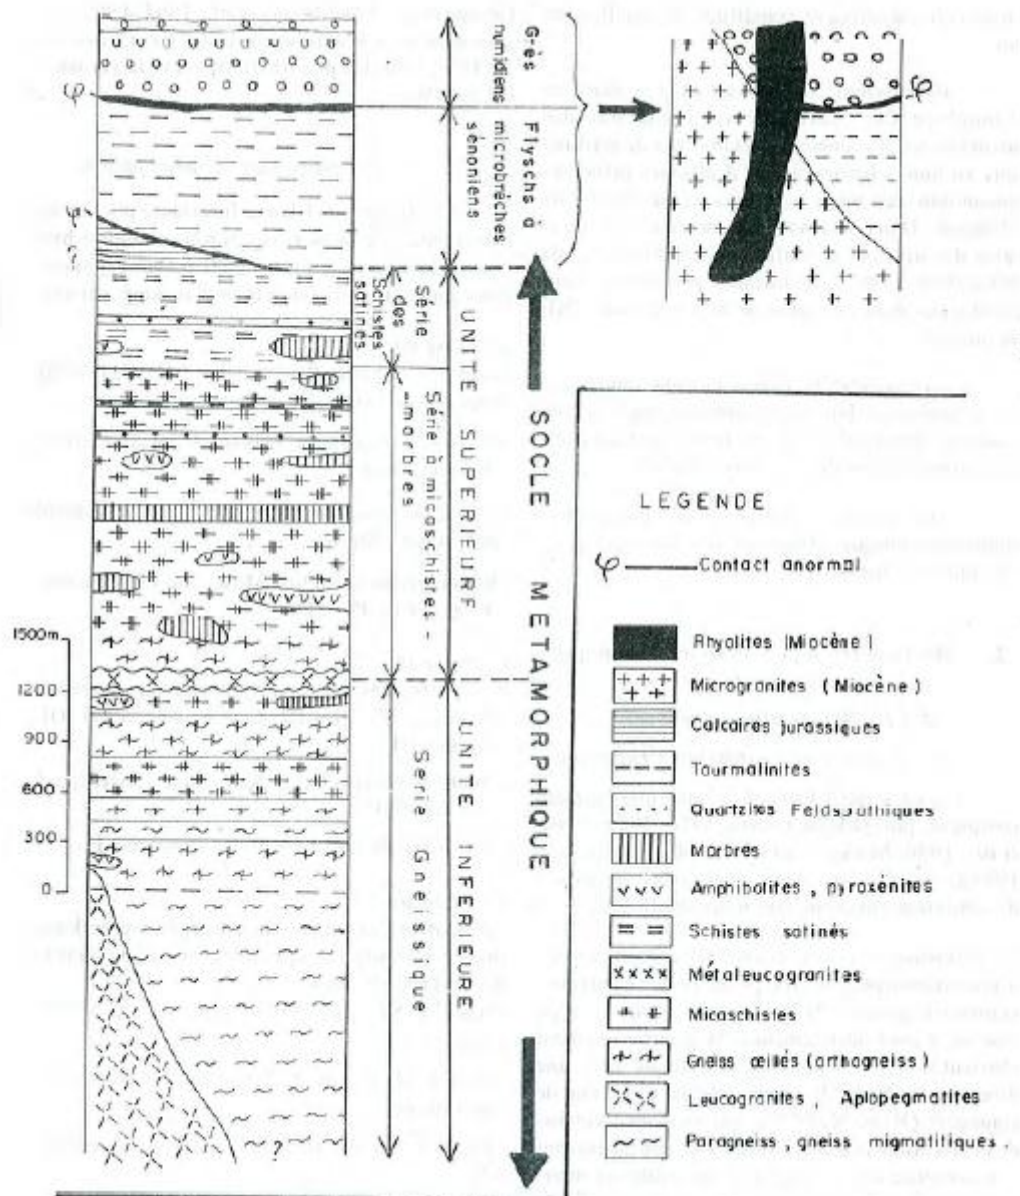 φ
Grès
numidiens
Flyschs à
microbrèches
sénoniens
φ
φ
Série
des
Schistes
satinés
Série à micaschistes -
-marbres
UNITE SUPERIEURE
Serie Gneissique
UNITE INFERIEURE
SOCLE METAMORPHIQUE
1500m
1200
900
600
300
0
LEGENDE
φ Contact anormal
Rhyolites (Miocène)
Microgranites (Miocène)
Calcaires jurassiques
Tourmalinites
Quartzites Feldspathiques
Marbres
Amphibolites, pyroxénites
Schistes satinés
Métaleucogranites
Micaschistes
Gneiss œillés (orthogneiss)
Leucogranites, Aplopegmatites
Paragneiss, gneiss migmatitiques.